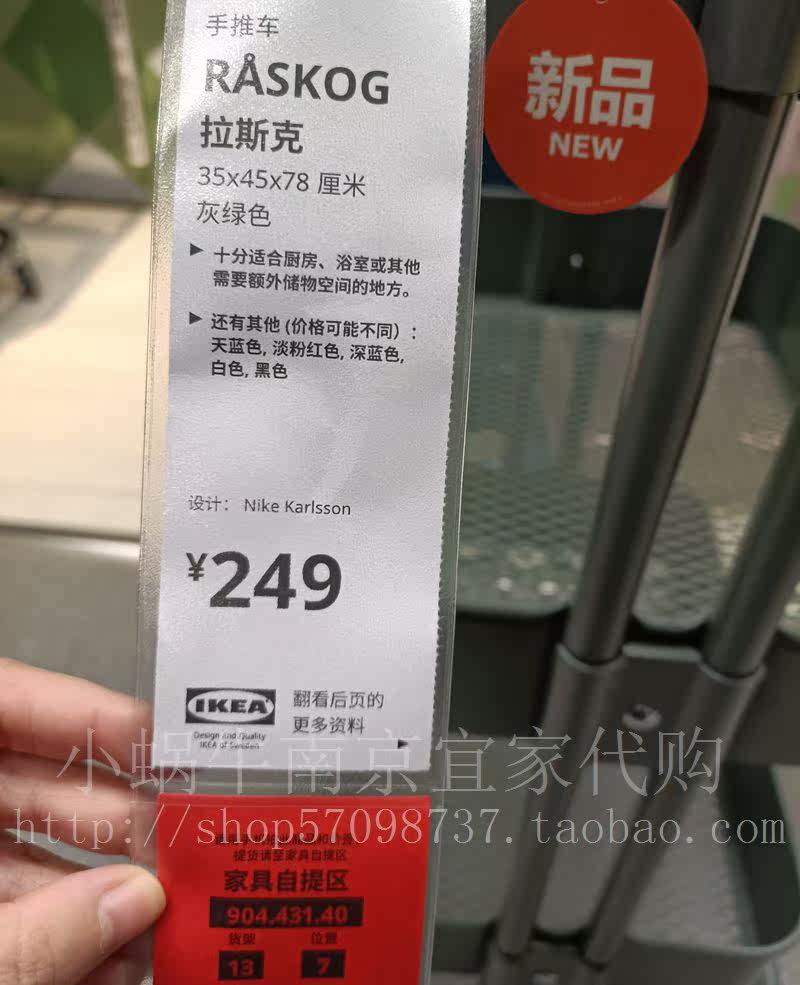 手推车
RÅSKOG
拉斯克
35x45x78 厘米
灰绿色
十分适合厨房、浴室或其他
需要额外储物空间的地方。
还有其他 (价格可能不同)：
天蓝色, 淡粉红色, 深蓝色,
白色, 黑色
设计： Nike Karlsson
¥249
IKEA
Design and Quality
IKEA of Sweden
翻看后页的
更多资料
新品
NEW
小蜗牛南京宜家代购
http://shop57098737.taobao.com
提货请至家具自提区
家具自提区
904.431.40
货架 位置
13 7